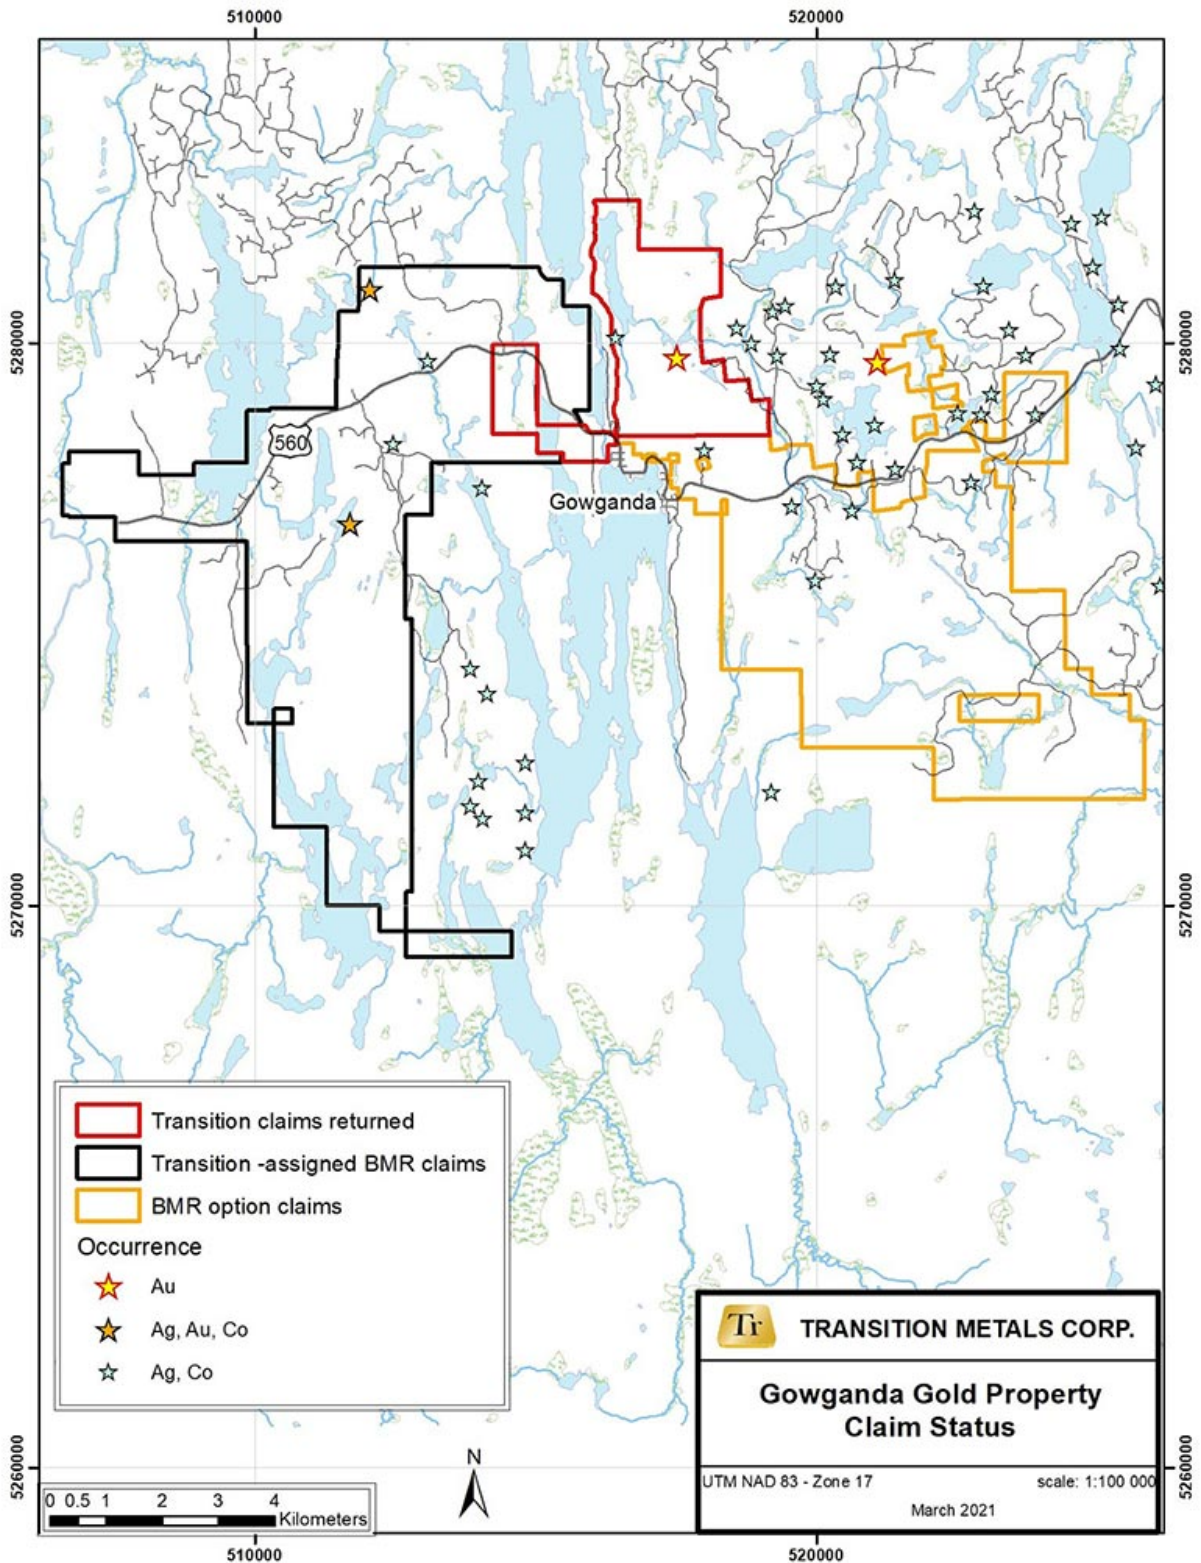 510000
520000
5280000
5280000
560
Gowganda
5270000
5270000
Transition claims returned
Transition -assigned BMR claims
BMR option claims
Occurrence
Au
Ag, Au, Co
Ag, Co
Tr
TRANSITION METALS CORP.
Gowganda Gold Property
Claim Status
UTM NAD 83 - Zone 17
scale: 1:100 000
March 2021
N
5260000
5260000
0 0.5 1 2 3 4
Kilometers
510000
520000